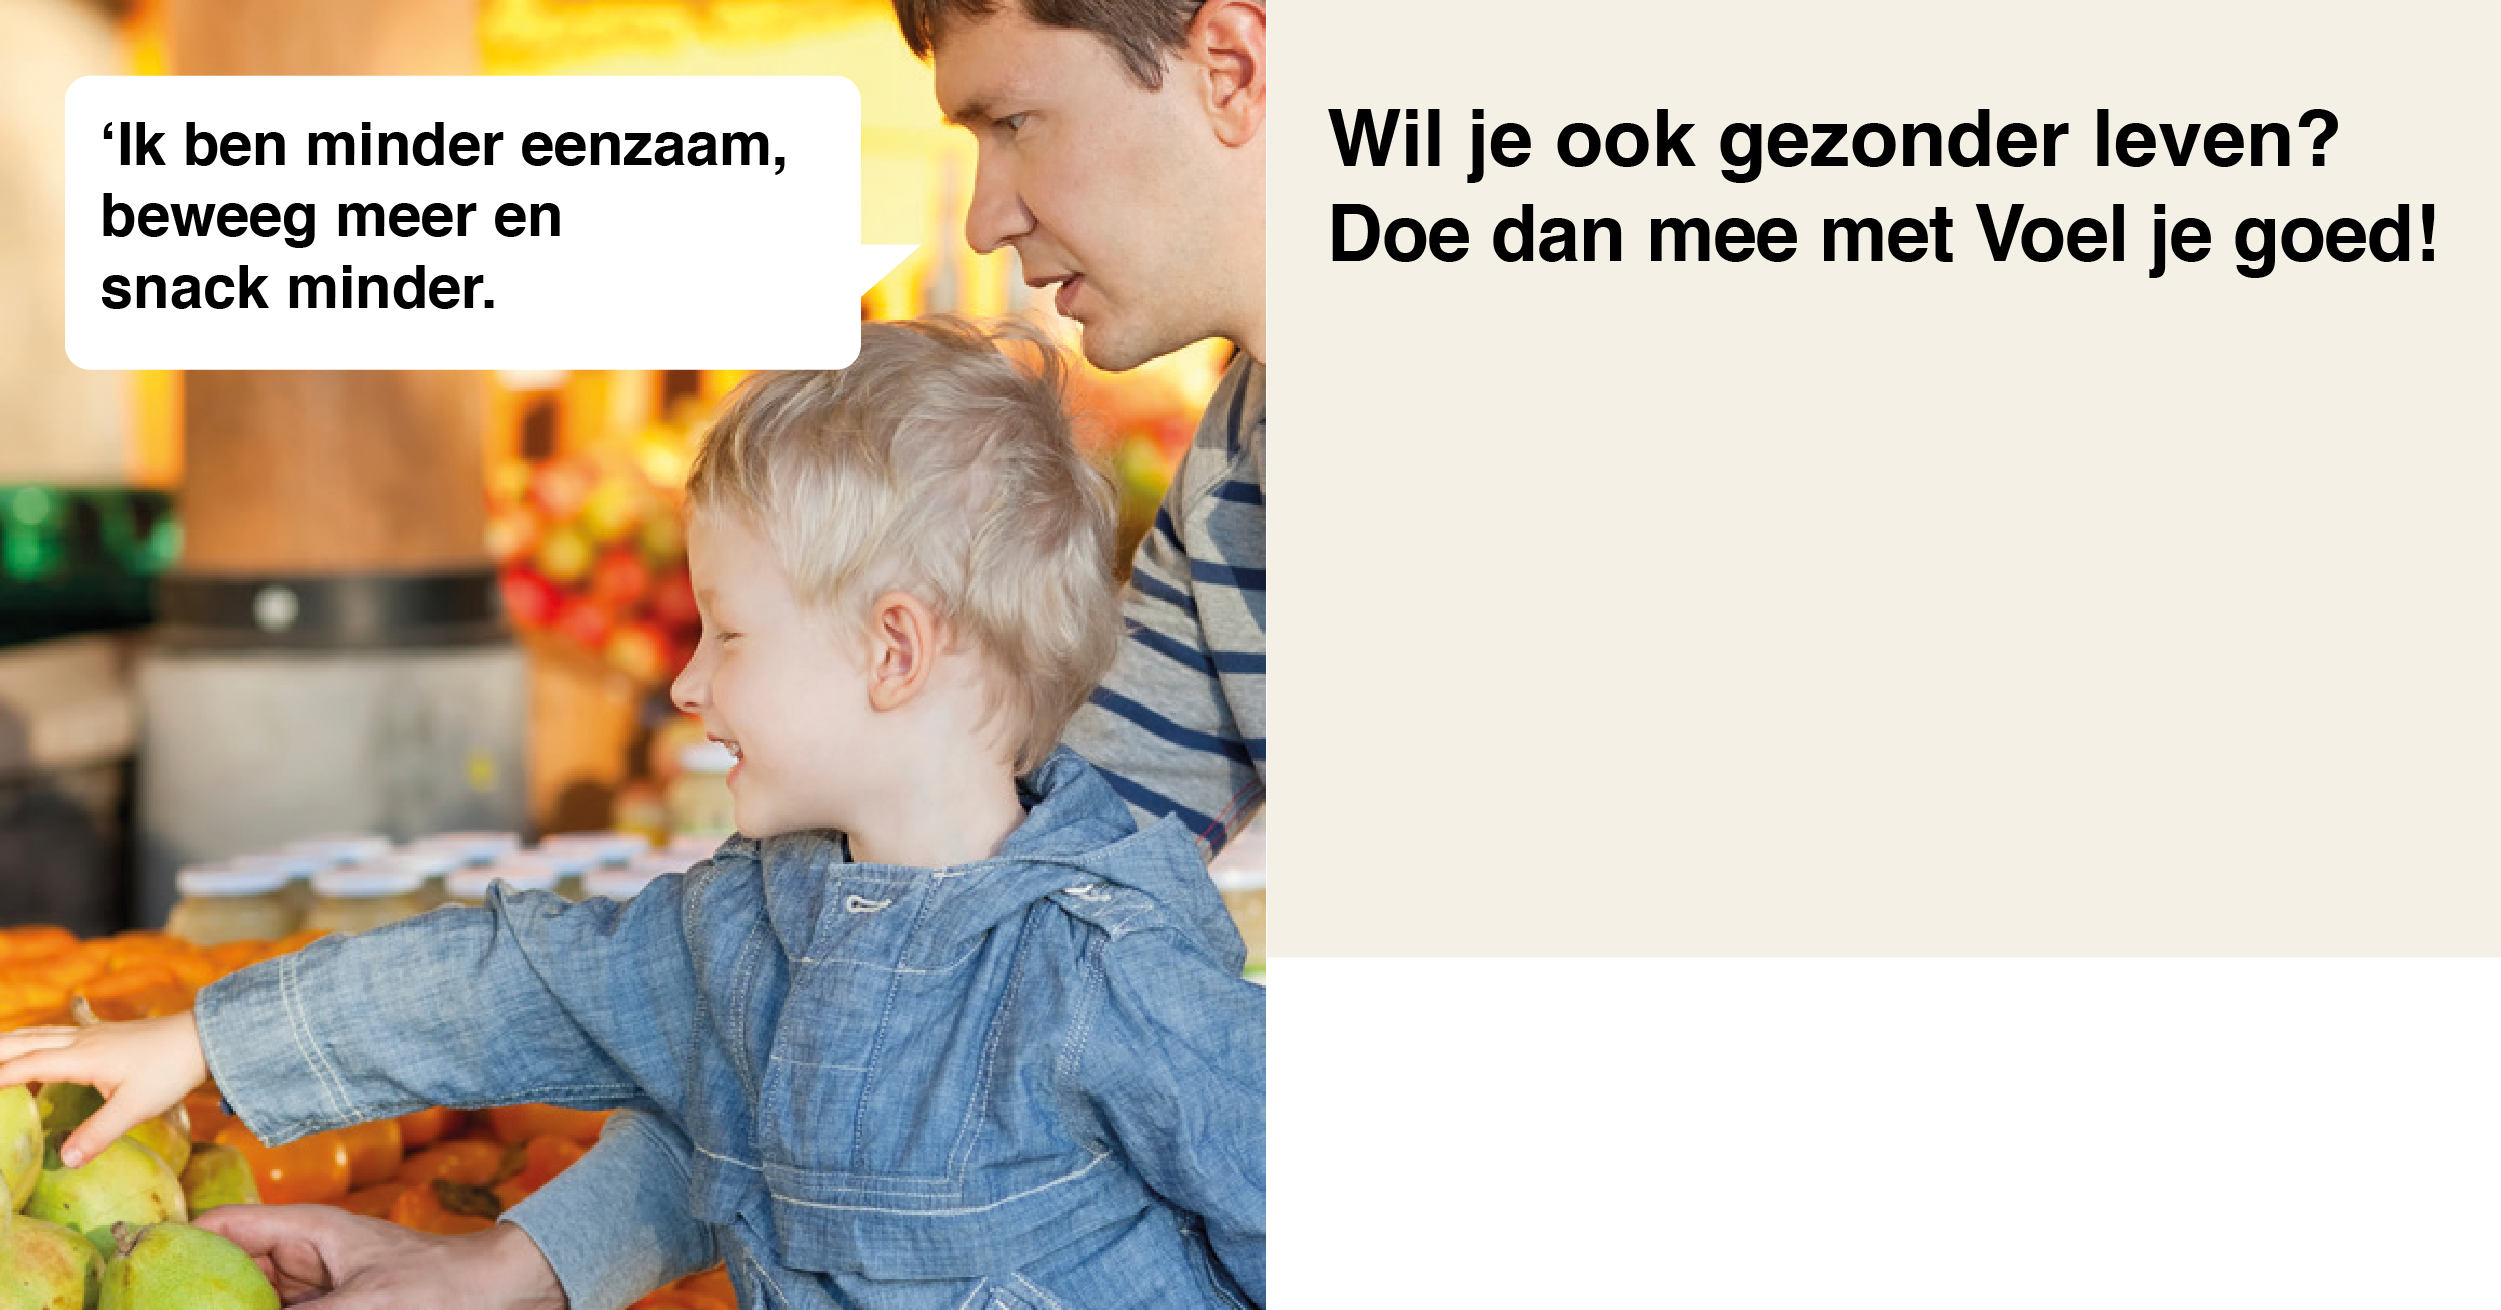 ‘Ik ben minder eenzaam,
beweeg meer en
snack minder.
Wil je ook gezonder leven?
Doe dan mee met Voel je goed!